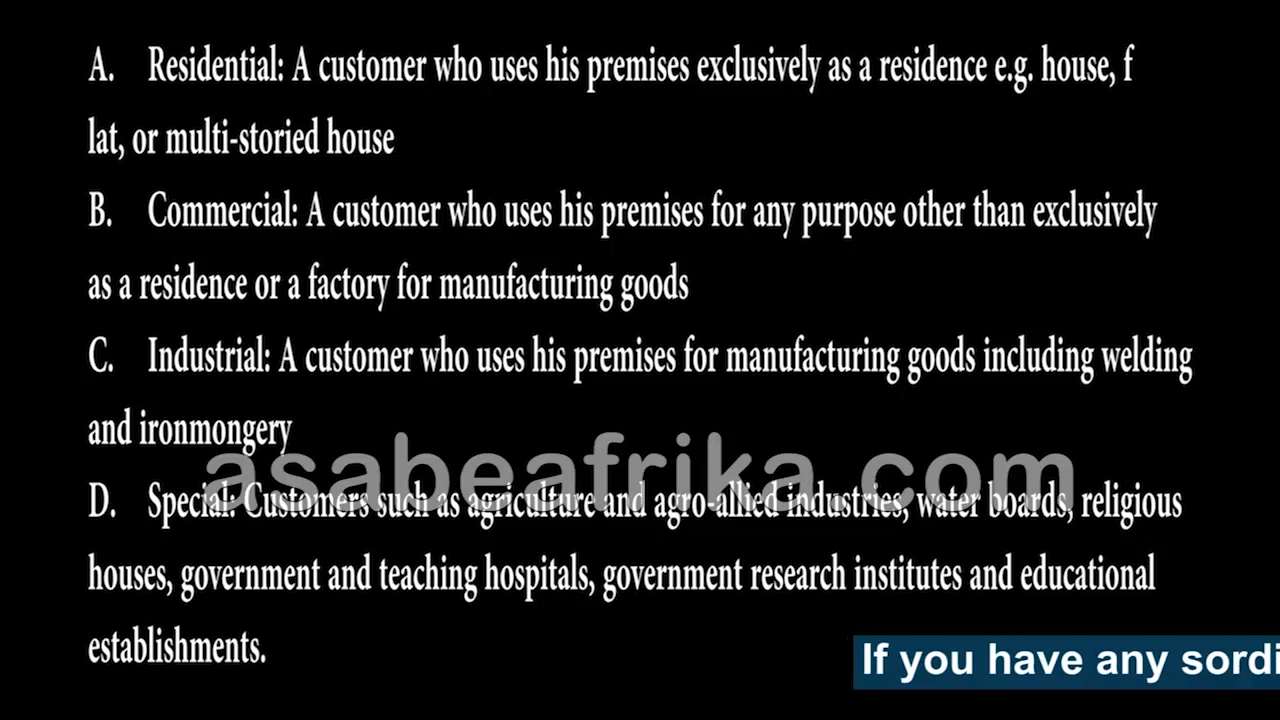 A. Residential: A customer who uses his premises exclusively as a residence e.g. house, f
lat, or multi-storied house
B. Commercial: A customer who uses his premises for any purpose other than exclusively
as a residence or a factory for manufacturing goods
C. Industrial: A customer who uses his premises for manufacturing goods including welding
and ironmongery
asabeafrika.com
D. Special: Customers such as agriculture and agro-allied industries, water boards, religious
houses, government and teaching hospitals, government research institutes and educational
establishments.
If you have any sordi